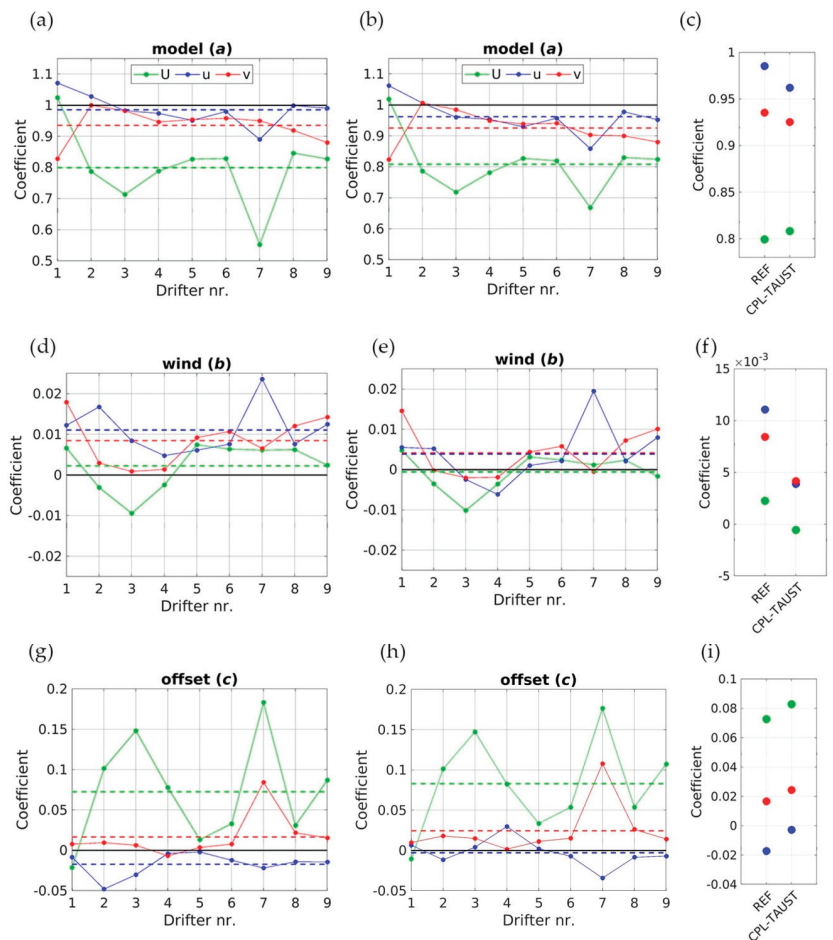 (a)
(b)
(c)
model (a)
model (a)
U u v
U u v
Coefficient
1.1
1
0.9
0.8
0.7
0.6
0.5
1 2 3 4 5 6 7 8 9
Drifter nr.
Coefficient
1.1
1
0.9
0.8
0.7
0.6
0.5
1 2 3 4 5 6 7 8 9
Drifter nr.
Coefficient
1
0.95
0.9
0.85
0.8
REF
CPL-TAUST
(d)
(e)
(f)
wind (b)
wind (b)
Coefficient
0.02
0.01
0
-0.01
-0.02
1 2 3 4 5 6 7 8 9
Drifter nr.
Coefficient
0.02
0.01
0
-0.01
-0.02
1 2 3 4 5 6 7 8 9
Drifter nr.
×10⁻³
Coefficient
15
10
5
0
-5
REF
CPL-TAUST
(g)
(h)
(i)
offset (c)
offset (c)
Coefficient
0.2
0.15
0.1
0.05
0
-0.05
1 2 3 4 5 6 7 8 9
Drifter nr.
Coefficient
0.2
0.15
0.1
0.05
0
-0.05
1 2 3 4 5 6 7 8 9
Drifter nr.
Coefficient
0.1
0.08
0.06
0.04
0.02
0
-0.02
-0.04
REF
CPL-TAUST